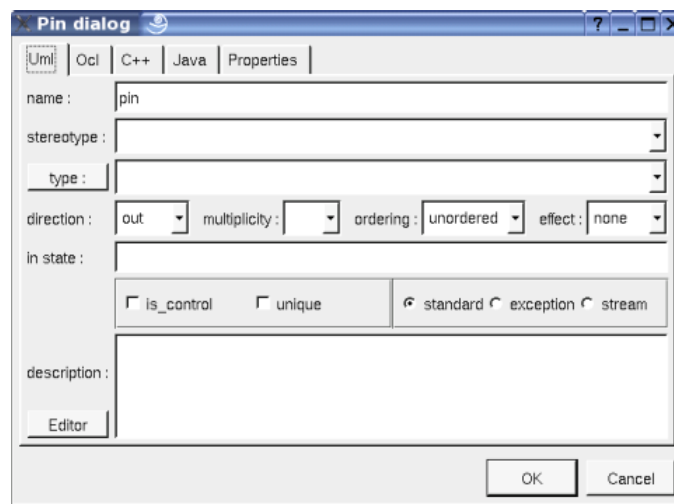 Pin dialog
Uml Ocl C++ Java Properties
name : pin
stereotype :
type :
direction : out multiplicity : ordering : unordered effect : none
in state :
is_control unique standard exception stream
description :
Editor
OK Cancel